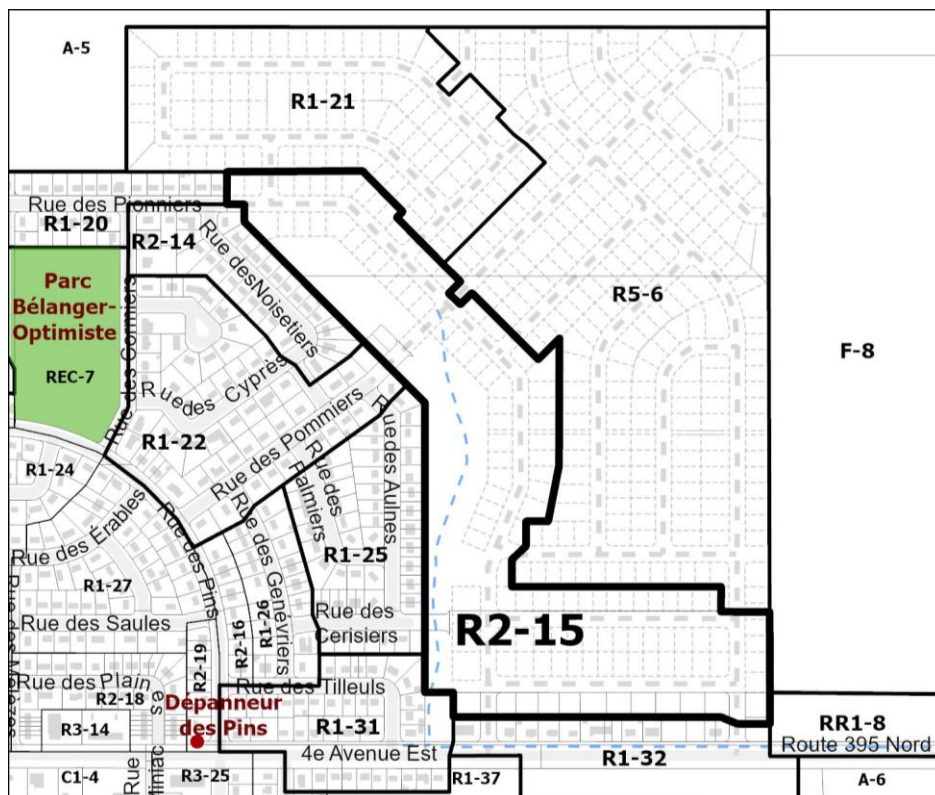 A-5
R1-21
Rue des Pionniers
R1-20
R2-14
Rue des Noisetiers
R5-6
Parc
Bélanger-
Optimiste
F-8
REC-7
Rue des Cormiers
Rue des Cyprès
R1-22
Rue des Pommiers
Rue des Aulnes
R1-24
Rue des
Palmiers
Rue des Érables
Rue des Pins
Rue des Genévriers
R1-25
R1-27
R1-26
R2-16
Rue des Saules
Rue des
Cerisiers
R2-15
R2-19
Rue des Plain
R2-18
Rue des Tilleuls
Dépanneur
des Pins
R3-14
R1-31
RR1-8
Route 395 Nord
4e Avenue Est
R1-32
Rue
Miniac
C1-4
R3-25
R1-37
A-6